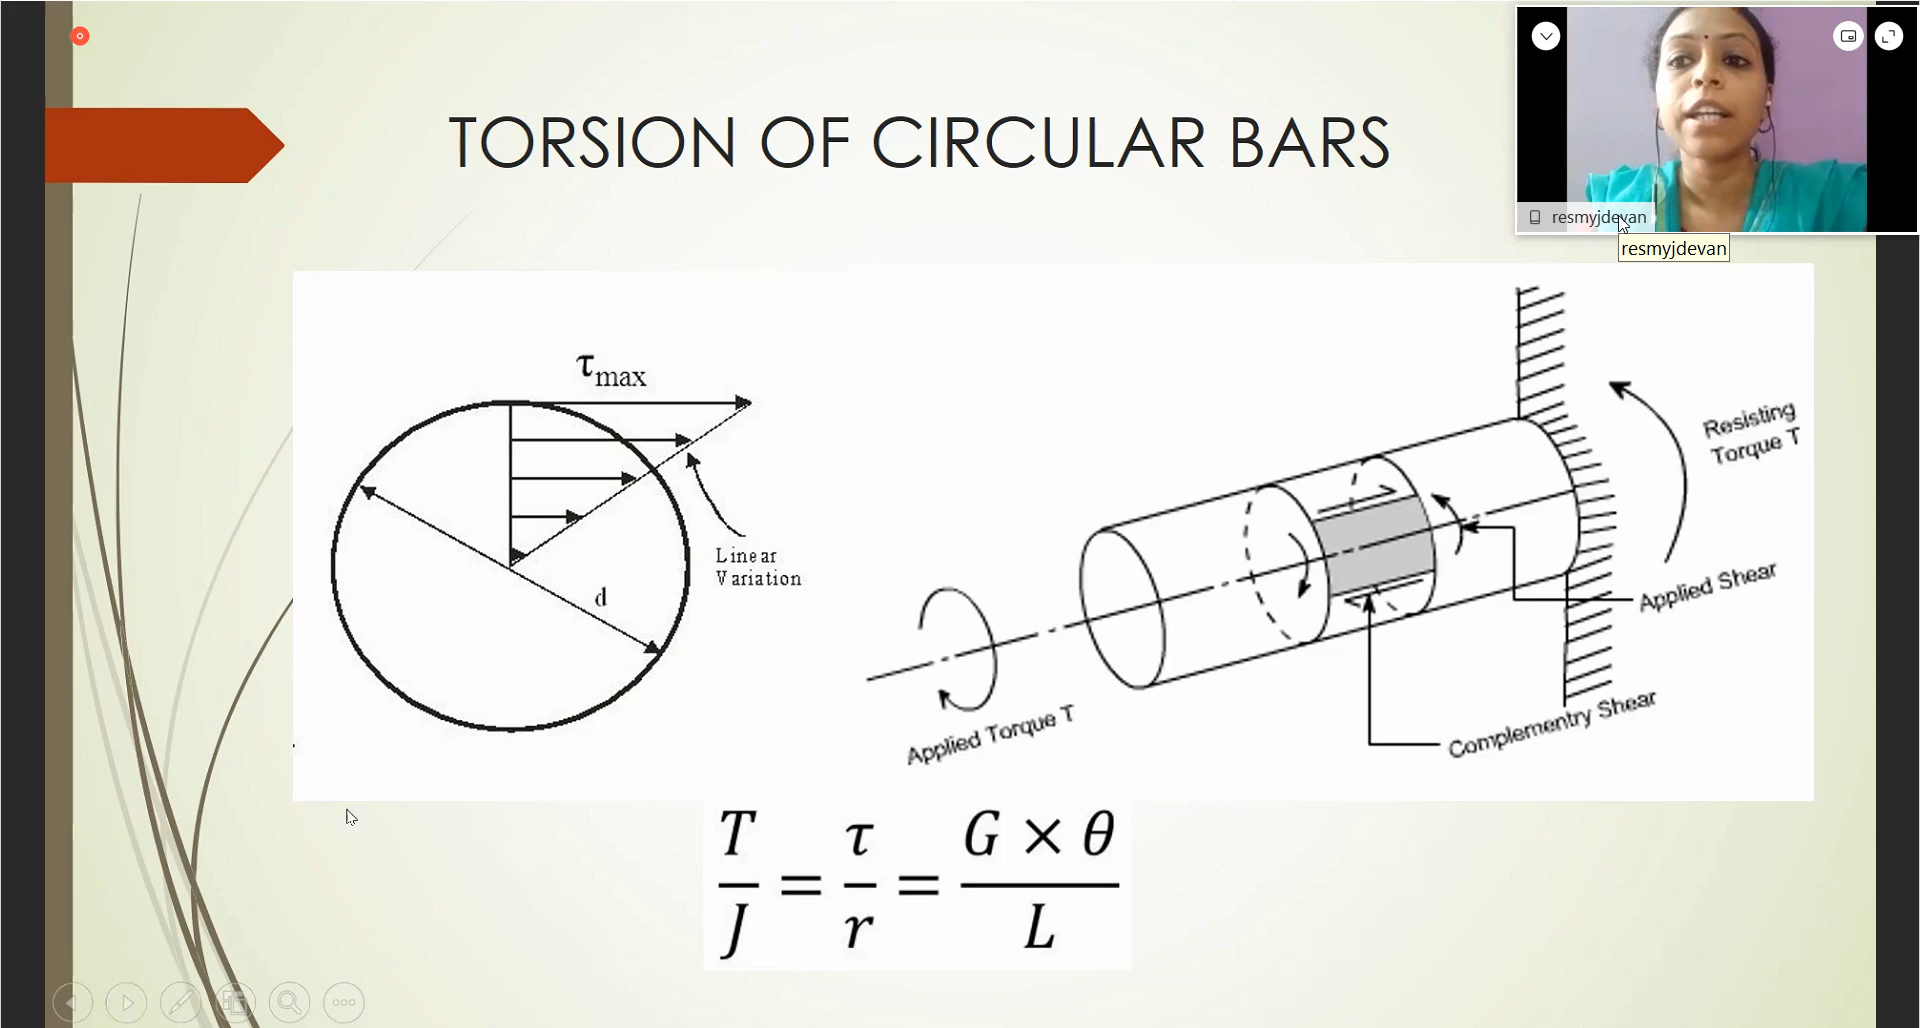 TORSION OF CIRCULAR BARS
resmyjdevan
resmyjdevan
τmax
Linear
Variation
d
Resisting
Torque T
Applied Shear
Complementry Shear
Applied Torque T
T/J = τ/r = G × θ/L